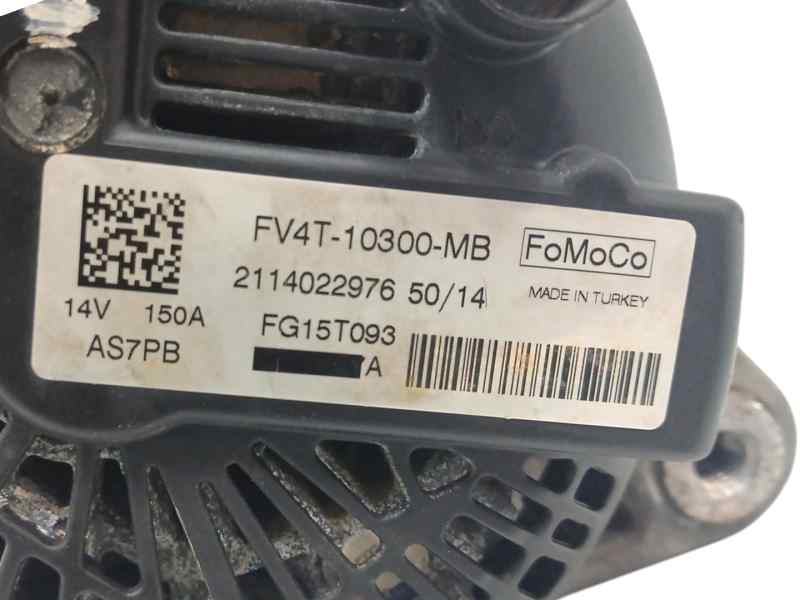 FV4T-10300-MB FoMoCo
2114022976 50/14 MADE IN TURKEY
14V 150A FG15T093
AS7PB A